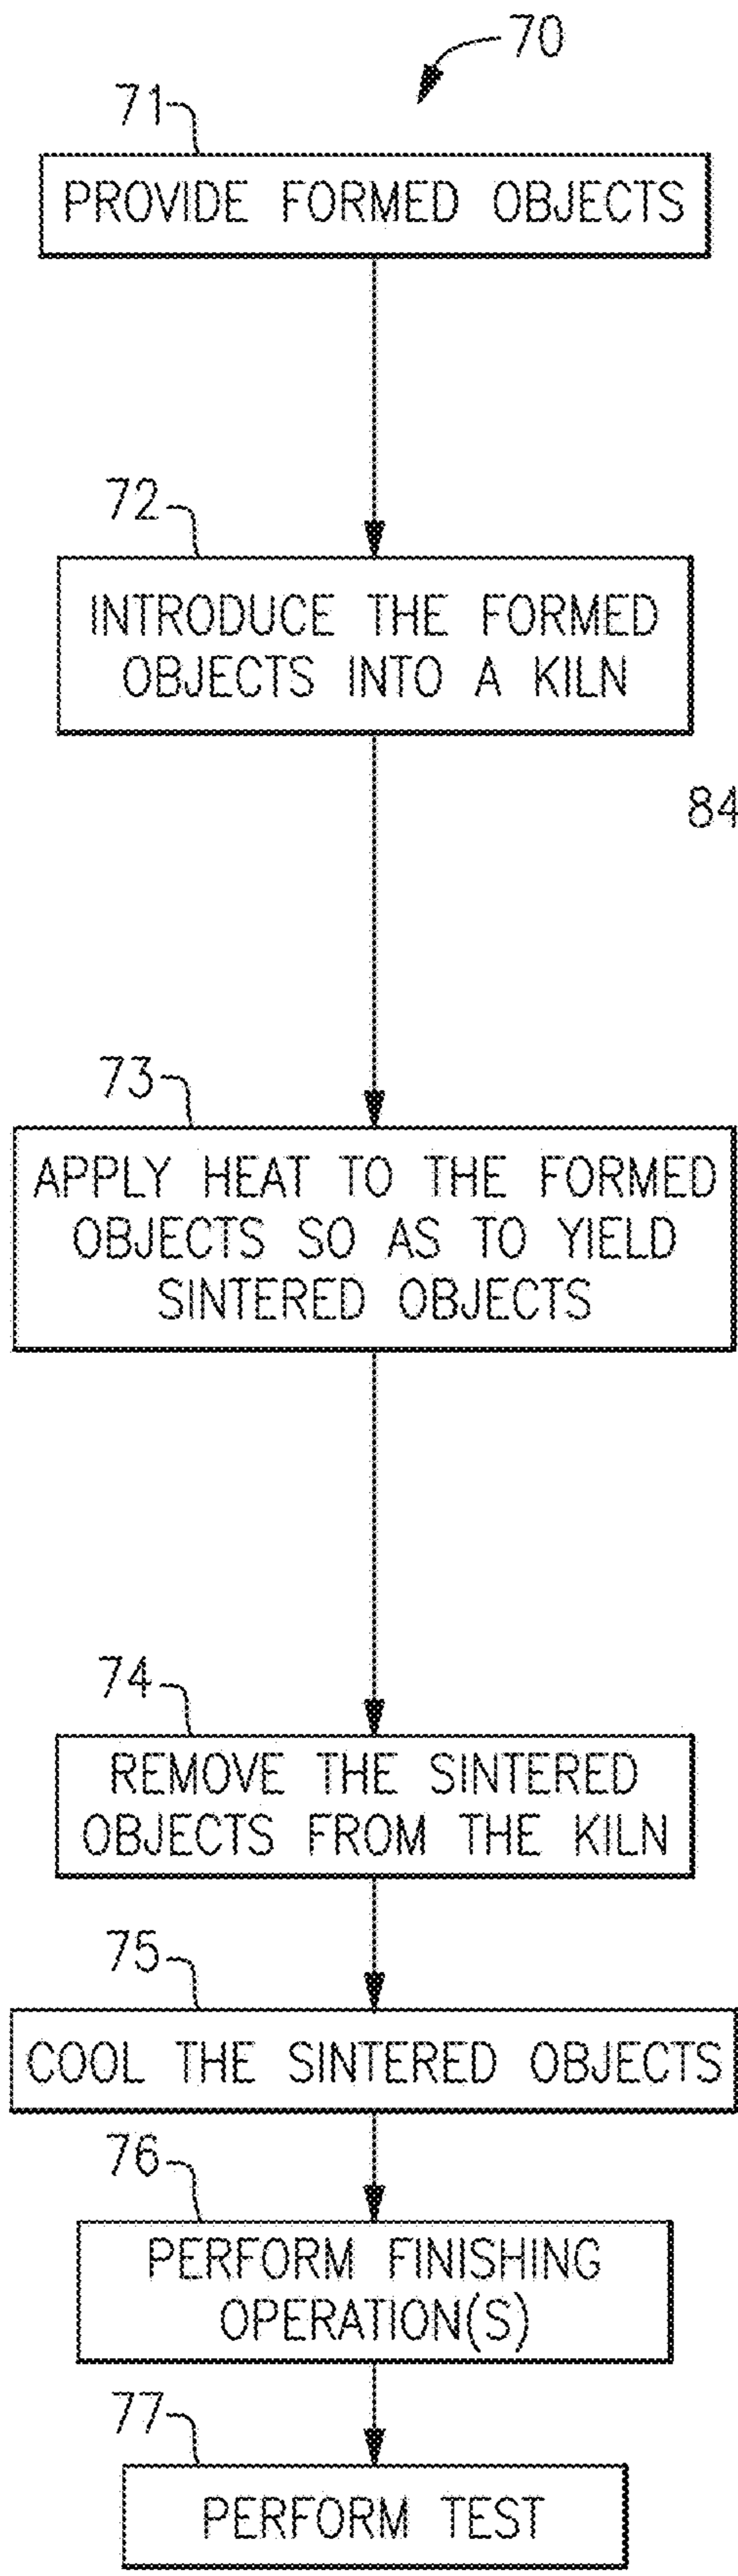 70
71
PROVIDE FORMED OBJECTS
72
INTRODUCE THE FORMED
OBJECTS INTO A KILN
84
73
APPLY HEAT TO THE FORMED
OBJECTS SO AS TO YIELD
SINTERED OBJECTS
74
REMOVE THE SINTERED
OBJECTS FROM THE KILN
75
COOL THE SINTERED OBJECTS
76
PERFORM FINISHING
OPERATION(S)
77
PERFORM TEST